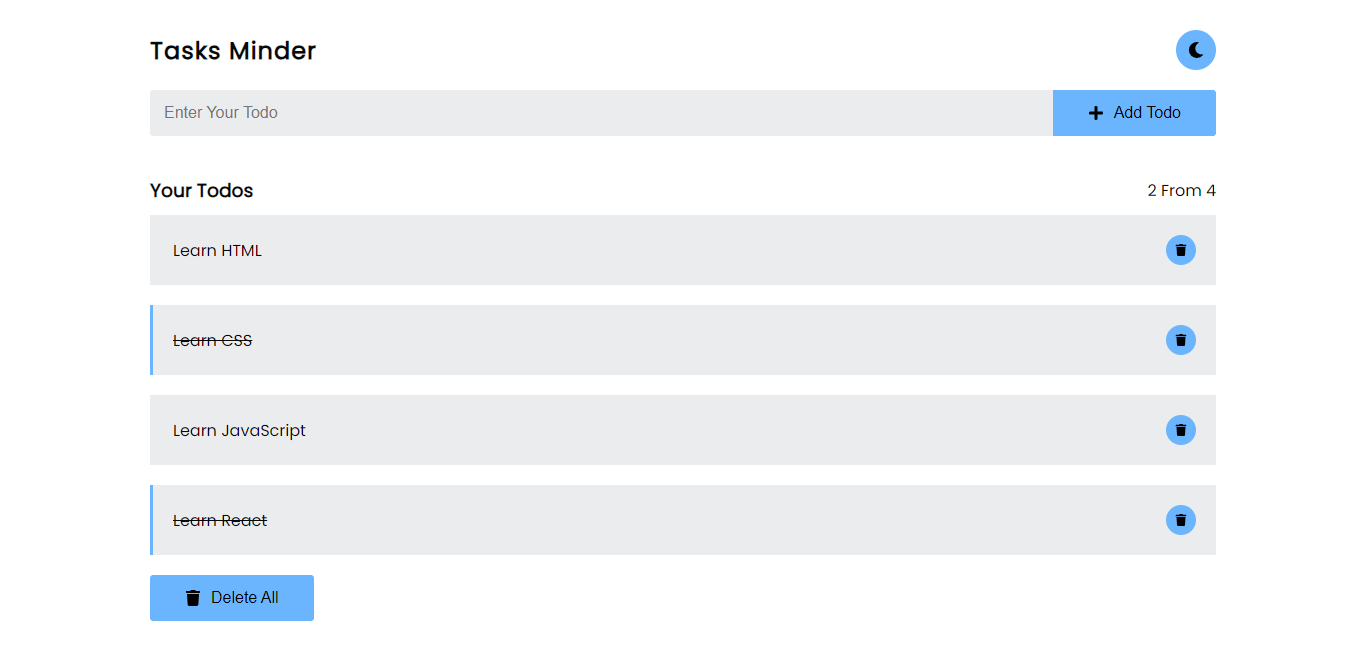 Tasks Minder
Enter Your Todo
Add Todo
Your Todos
2 From 4
Learn HTML
Learn CSS
Learn JavaScript
Learn React
Delete All